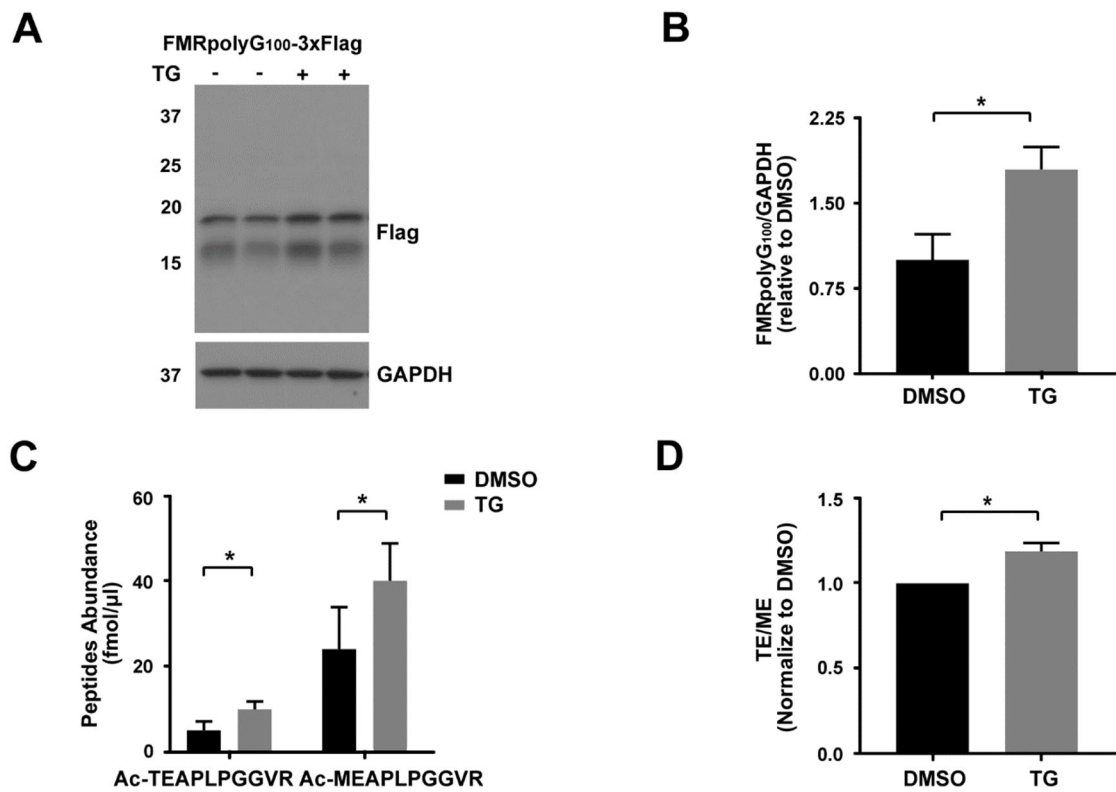 A
FMRpolyG100-3xFlag
TG - - + +
37
25
20
15
Flag
37
GAPDH
B
*
2.25
1.50
0.75
0.00
FMRpolyG100/GAPDH
(relative to DMSO)
DMSO TG
C
DMSO
TG
60
40
20
0
* *
Peptides Abundance
(fmol/µl)
Ac-TEAPLPGGVR Ac-MEAPLPGGVR
D
*
1.5
1.0
0.5
0.0
TE/ME
(Normalize to DMSO)
DMSO TG